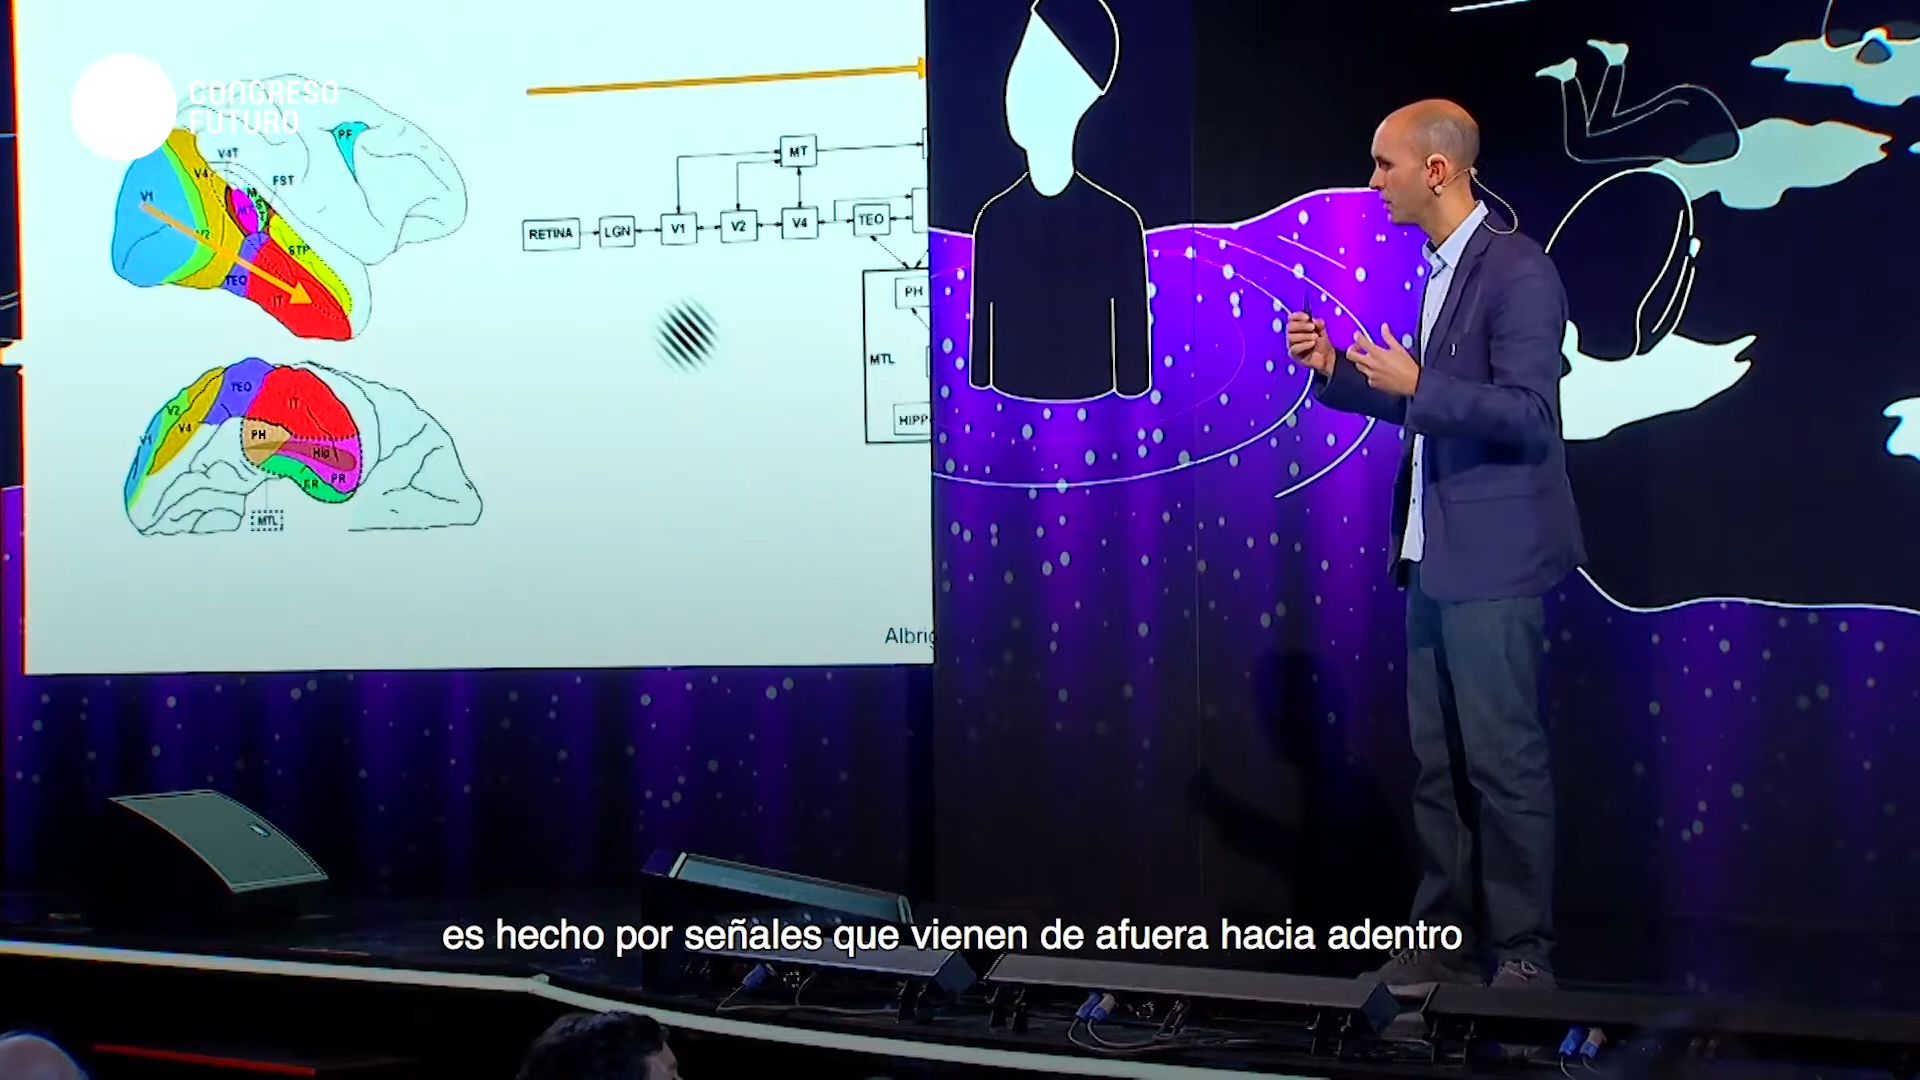 CONGRESO
FUTURO
PF
V4T
V4
FST
V1
M
S
T
MT
V2
STP
TEO
IT
MT
RETINA
LGN
V1
V2
V4
TEO
PH
MTL
HIPP
TEO
IT
V2
V4
V1
PH
Hip
PR
ER
MTL
Albrig
es hecho por señales que vienen de afuera hacia adentro